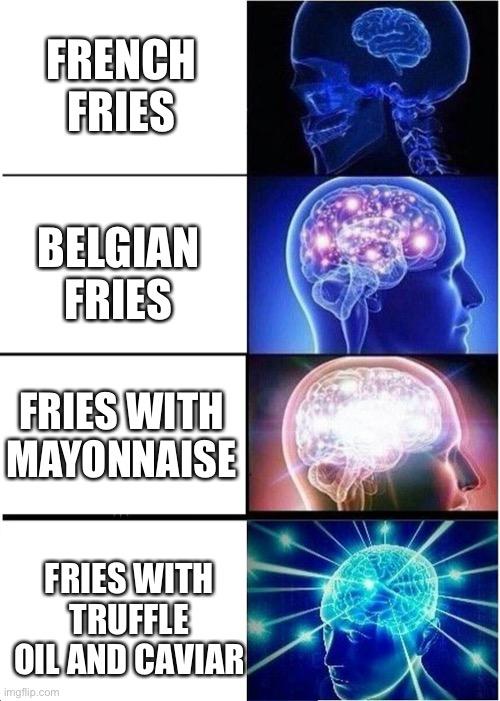 FRENCH
FRIES
BELGIAN
FRIES
FRIES WITH
MAYONNAISE
FRIES WITH
TRUFFLE
OIL AND CAVIAR
imgflip.com